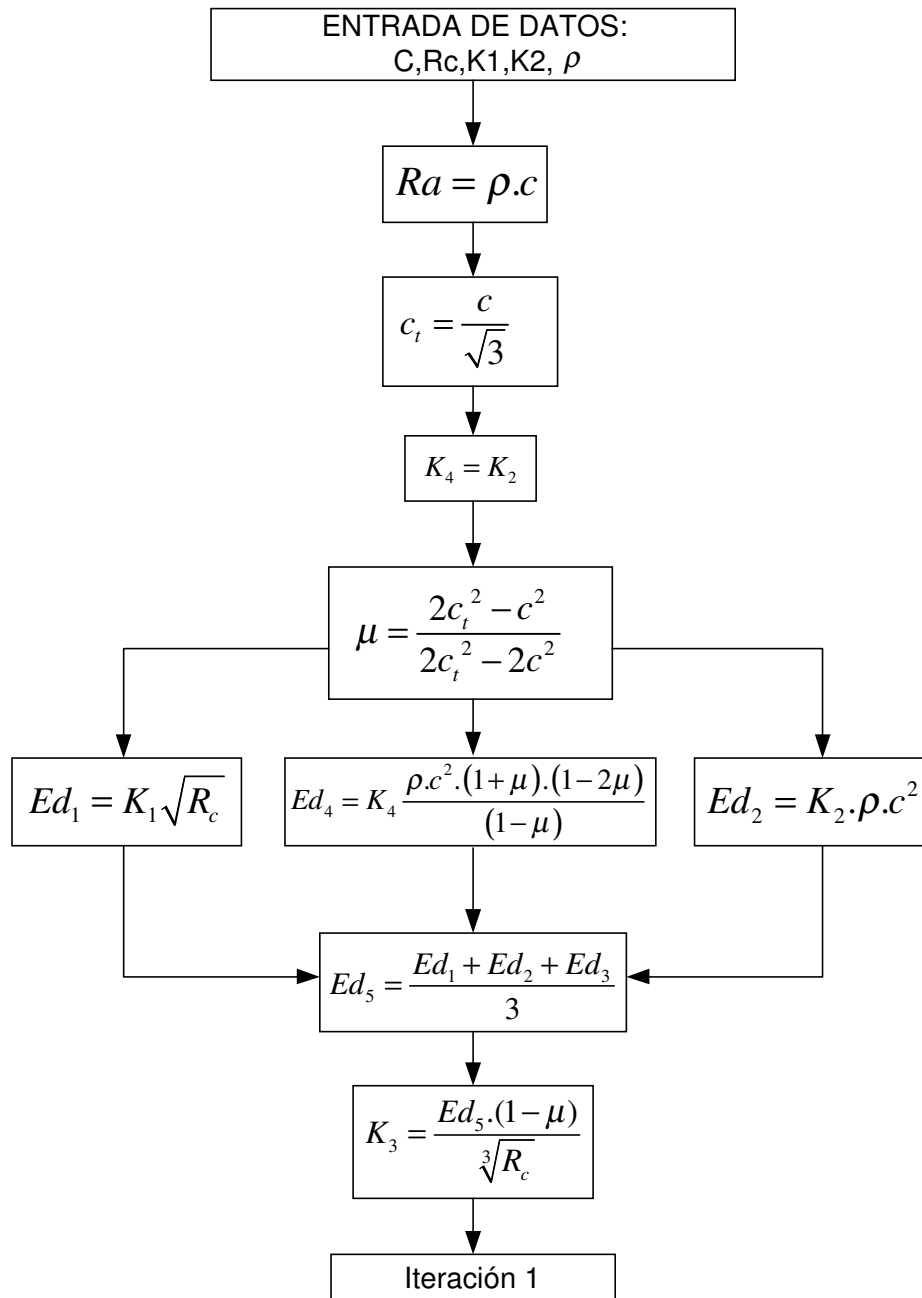 ENTRADA DE DATOS:
C,Rc,K1,K2, ρ
Ra = ρ.c
c_t = c / √3
K_4 = K_2
μ = (2c_t^2 − c^2) / (2c_t^2 − 2c^2)
Ed_1 = K_1 √R_c
Ed_4 = K_4 ρ.c^2.(1+μ).(1−2μ) / (1−μ)
Ed_2 = K_2.ρ.c^2
Ed_5 = (Ed_1 + Ed_2 + Ed_3) / 3
K_3 = Ed_5.(1−μ) / ∛R_c
Iteración 1